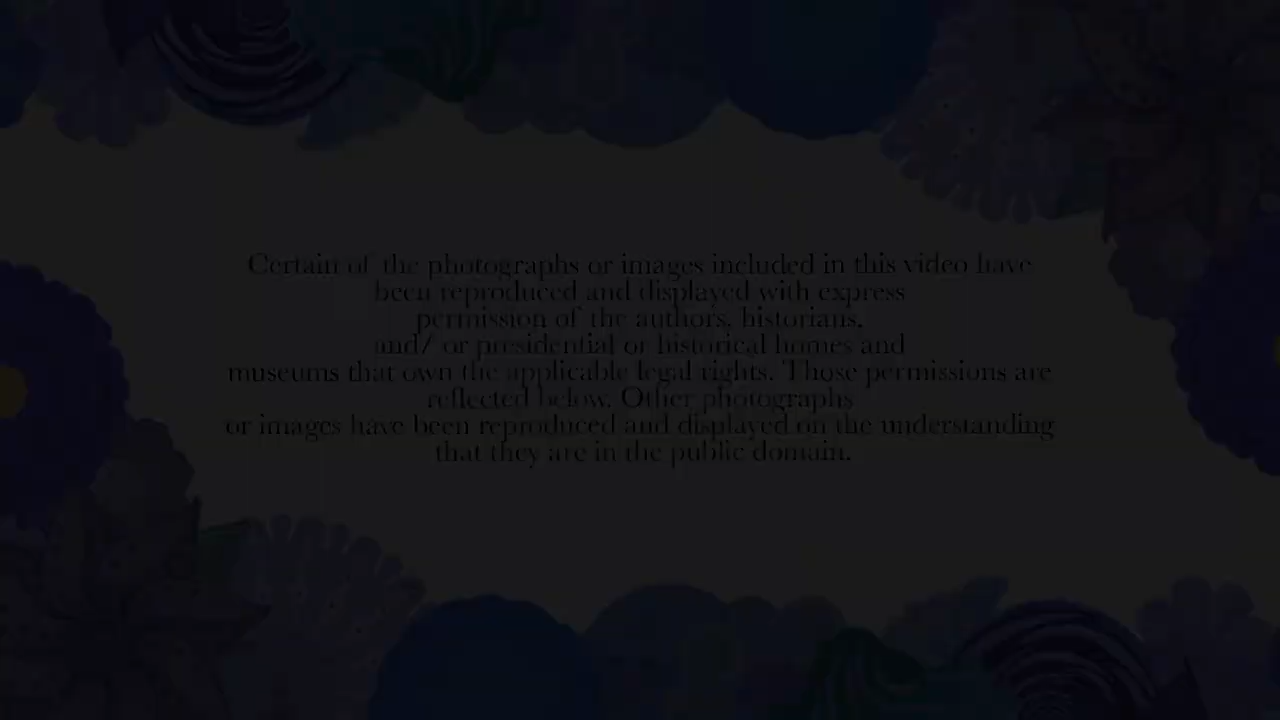 Certain of the photographs or images included in this video have
been reproduced and displayed with express
permission of the authors, historians,
and/ or presidential or historical homes and
museums that own the applicable legal rights. Those permissions are
reflected below. Other photographs
or images have been reproduced and displayed on the understanding
that they are in the public domain.